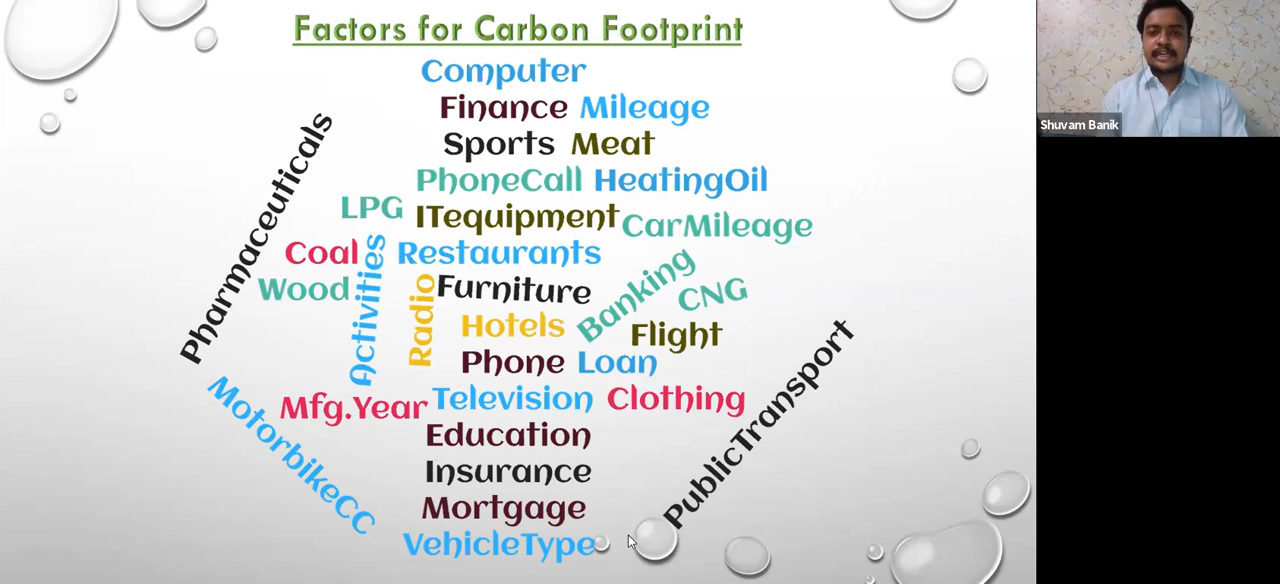 Factors for Carbon Footprint
Shuvam Banik
Computer
Finance Mileage
Sports Meat
PhoneCall HeatingOil
LPG ITequipment CarMileage
Pharmaceuticals
Coal Activities Restaurants
Wood Radio Furniture Banking CNG
Hotels Flight
Phone Loan
Mfg.Year Television Clothing
MotorbikeCC
Education
PublicTransport
Insurance
Mortgage
VehicleType